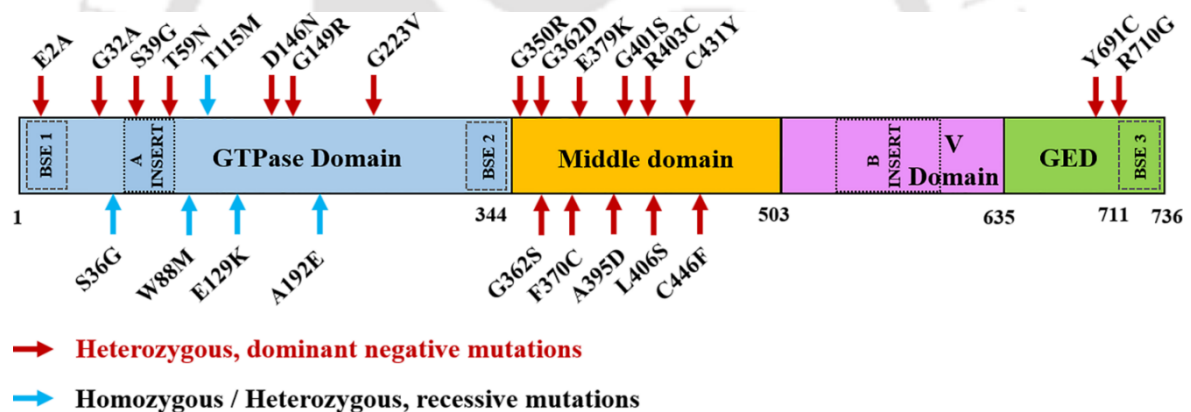 E2A
G32A
S39G
T59N
T115M
D146N
G149R
G223V
G350R
G362D
E379K
G401S
R403C
C431Y
Y691C
R710G
BSE 1
A
INSERT
GTPase Domain
BSE 2
Middle domain
B
INSERT
V
Domain
GED
BSE 3
1
344
503
635
711
736
S36G
W88M
E129K
A192E
G362S
F370C
A395D
L406S
C446F
Heterozygous, dominant negative mutations
Homozygous / Heterozygous, recessive mutations